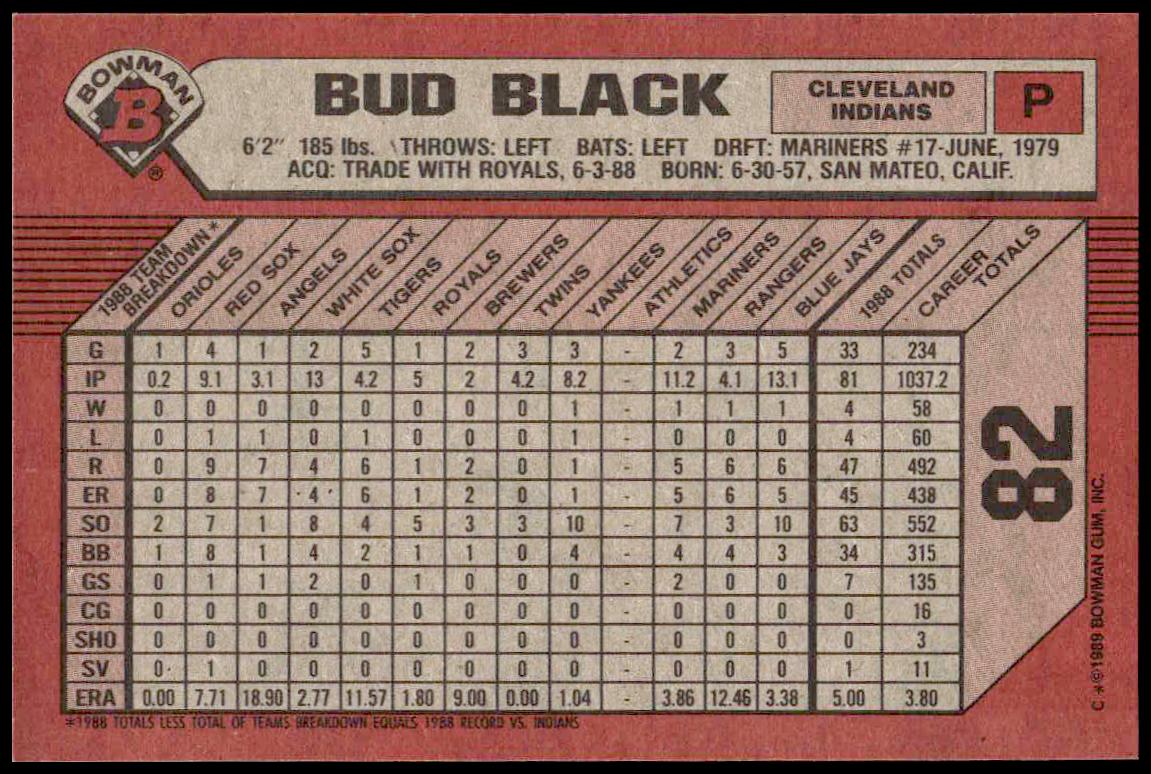 BOWMAN
B
®
BUD BLACK
CLEVELAND
INDIANS
P
6'2" 185 lbs. THROWS: LEFT BATS: LEFT DRFT: MARINERS #17-JUNE, 1979
ACQ: TRADE WITH ROYALS, 6-3-88 BORN: 6-30-57, SAN MATEO, CALIF.
1988 TEAM
BREAKDOWN*
ORIOLES
RED SOX
ANGELS
WHITE SOX
TIGERS
ROYALS
BREWERS
TWINS
YANKEES
ATHLETICS
MARINERS
RANGERS
BLUE JAYS
1988 TOTALS
CAREER
TOTALS
G 1 4 1 2 5 1 2 3 3 - 2 3 5 33 234
IP 0.2 9.1 3.1 13 4.2 5 2 4.2 8.2 - 11.2 4.1 13.1 81 1037.2
W 0 0 0 0 0 0 0 0 1 - 1 1 1 4 58
L 0 1 1 0 1 0 0 0 1 - 0 0 0 4 60
R 0 9 7 4 6 1 2 0 1 - 5 6 6 47 492
ER 0 8 7 4 6 1 2 0 1 - 5 6 5 45 438
SO 2 7 1 8 4 5 3 3 10 - 7 3 10 63 552
BB 1 8 1 4 2 1 1 0 4 - 4 4 3 34 315
GS 0 1 1 2 0 1 0 0 0 - 2 0 0 7 135
CG 0 0 0 0 0 0 0 0 0 - 0 0 0 0 16
SHO 0 0 0 0 0 0 0 0 0 - 0 0 0 0 3
SV 0 1 0 0 0 0 0 0 0 - 0 0 0 1 11
ERA 0.00 7.71 18.90 2.77 11.57 1.80 9.00 0.00 1.04 - 3.86 12.46 3.38 5.00 3.80
*1988 TOTALS LESS TOTAL OF TEAMS BREAKDOWN EQUALS 1988 RECORD VS. INDIANS
82
C *©1989 BOWMAN GUM, INC.